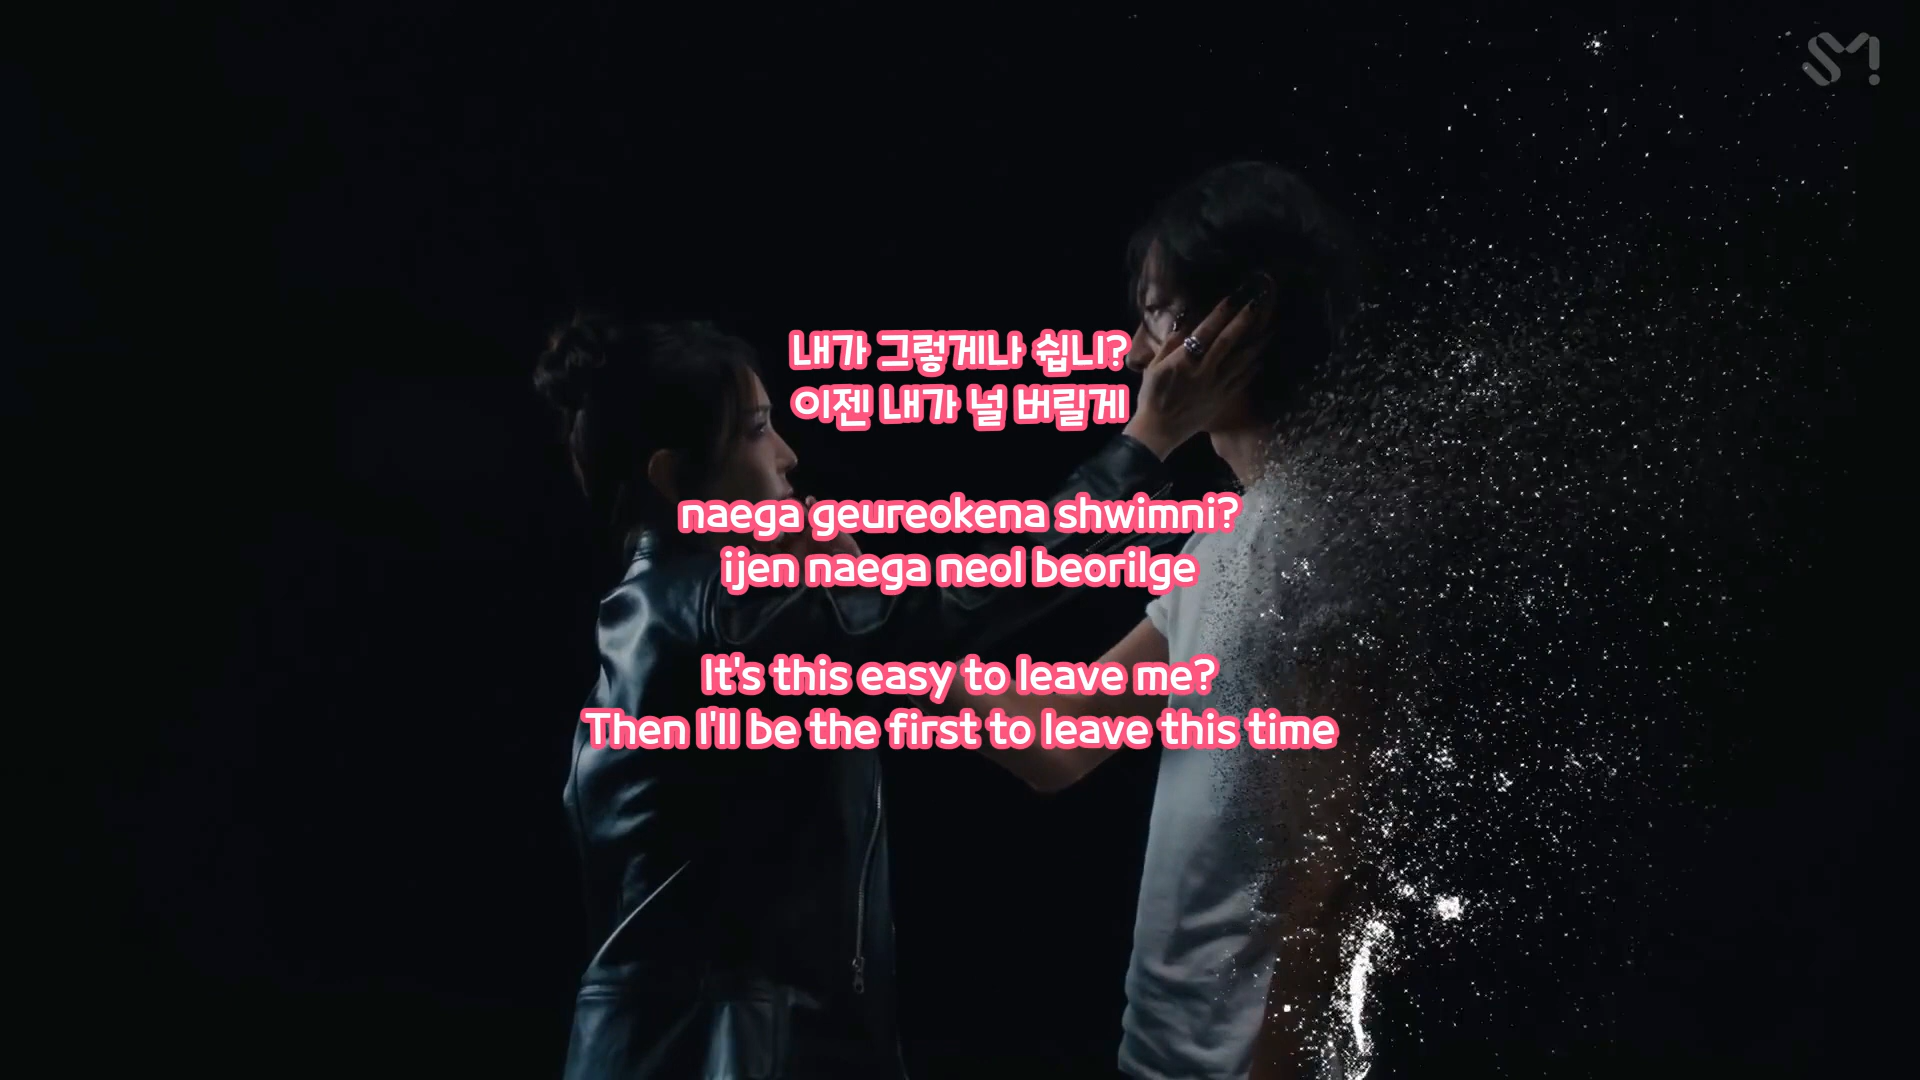 SM!
내가 그렇게나 쉽니?
이젠 내가 널 버릴게
naega geureokena shwimni?
ijen naega neol beorilge
It's this easy to leave me?
Then I'll be the first to leave this time